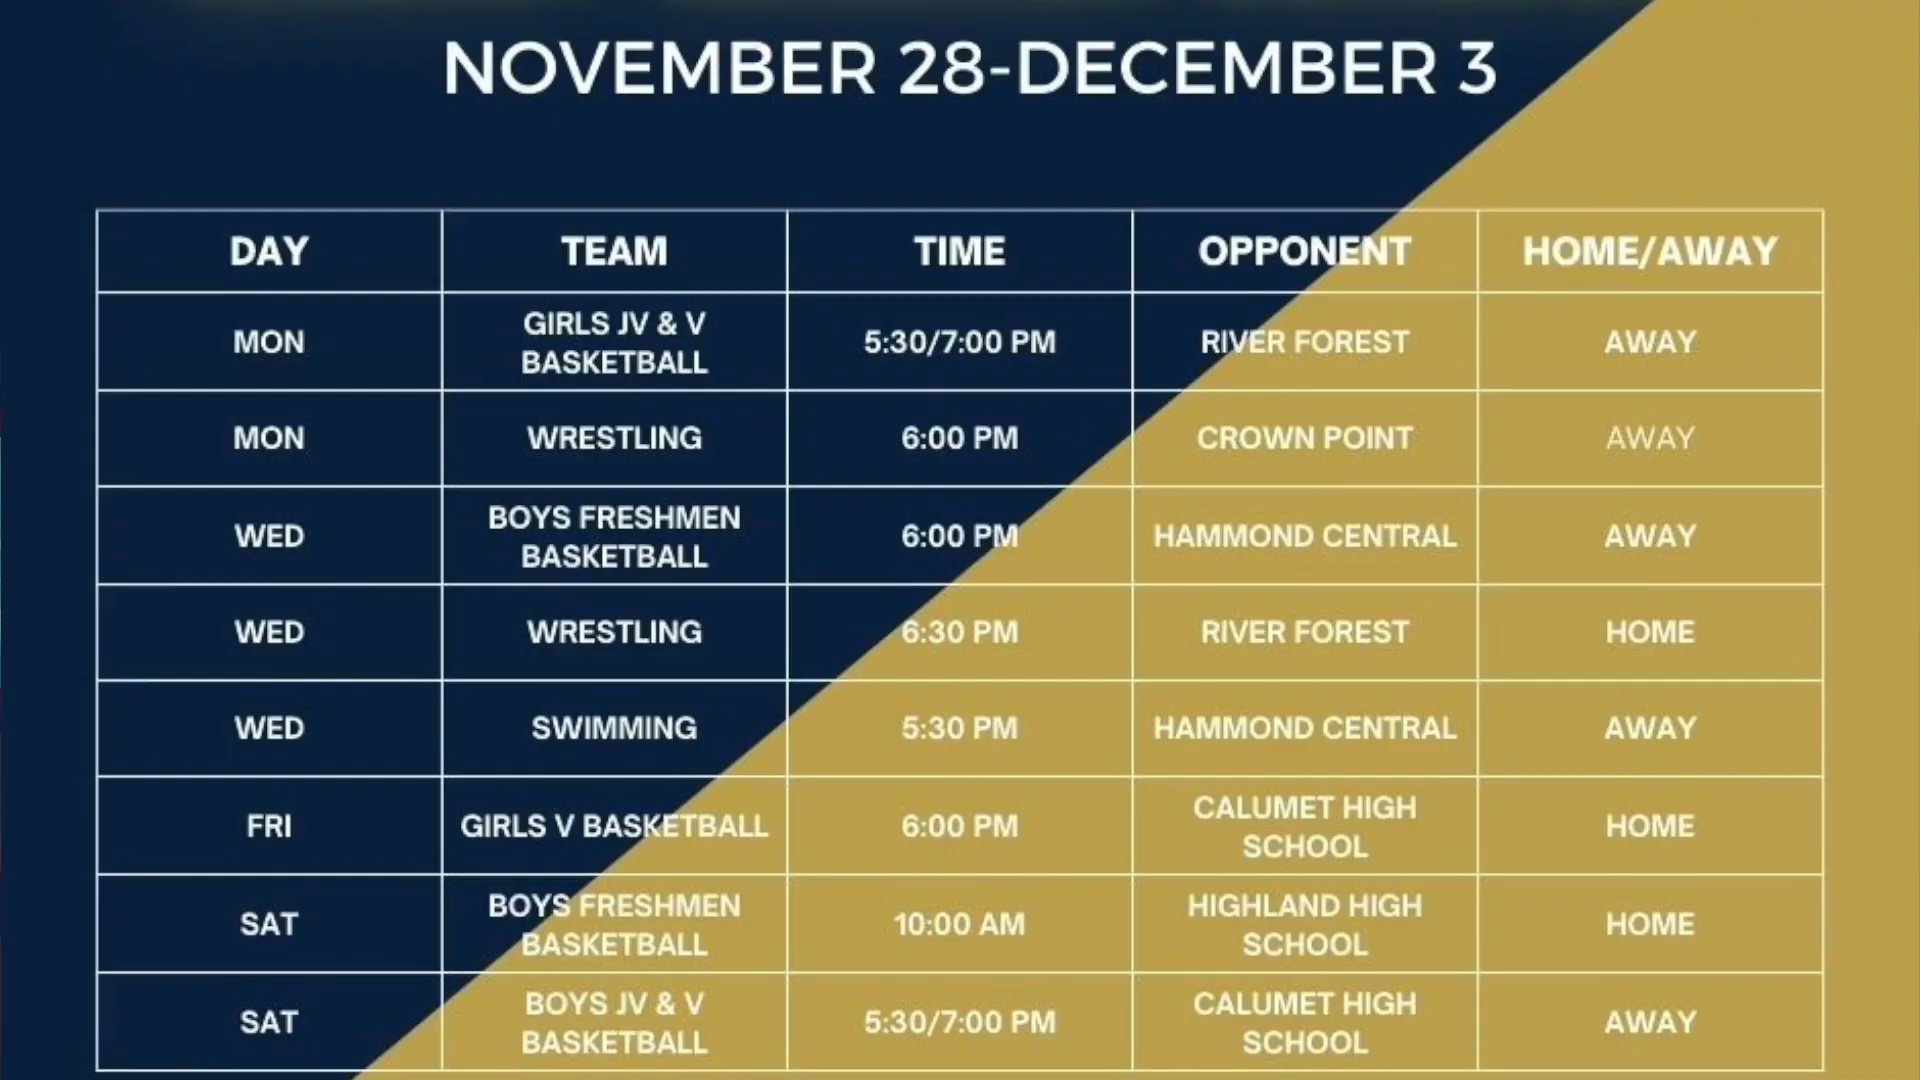 NOVEMBER 28-DECEMBER 3
DAY TEAM TIME OPPONENT HOME/AWAY
MON GIRLS JV & V BASKETBALL 5:30/7:00 PM RIVER FOREST AWAY
MON WRESTLING 6:00 PM CROWN POINT AWAY
WED BOYS FRESHMEN BASKETBALL 6:00 PM HAMMOND CENTRAL AWAY
WED WRESTLING 6:30 PM RIVER FOREST HOME
WED SWIMMING 5:30 PM HAMMOND CENTRAL AWAY
FRI GIRLS V BASKETBALL 6:00 PM CALUMET HIGH SCHOOL HOME
SAT BOYS FRESHMEN BASKETBALL 10:00 AM HIGHLAND HIGH SCHOOL HOME
SAT BOYS JV & V BASKETBALL 5:30/7:00 PM CALUMET HIGH SCHOOL AWAY